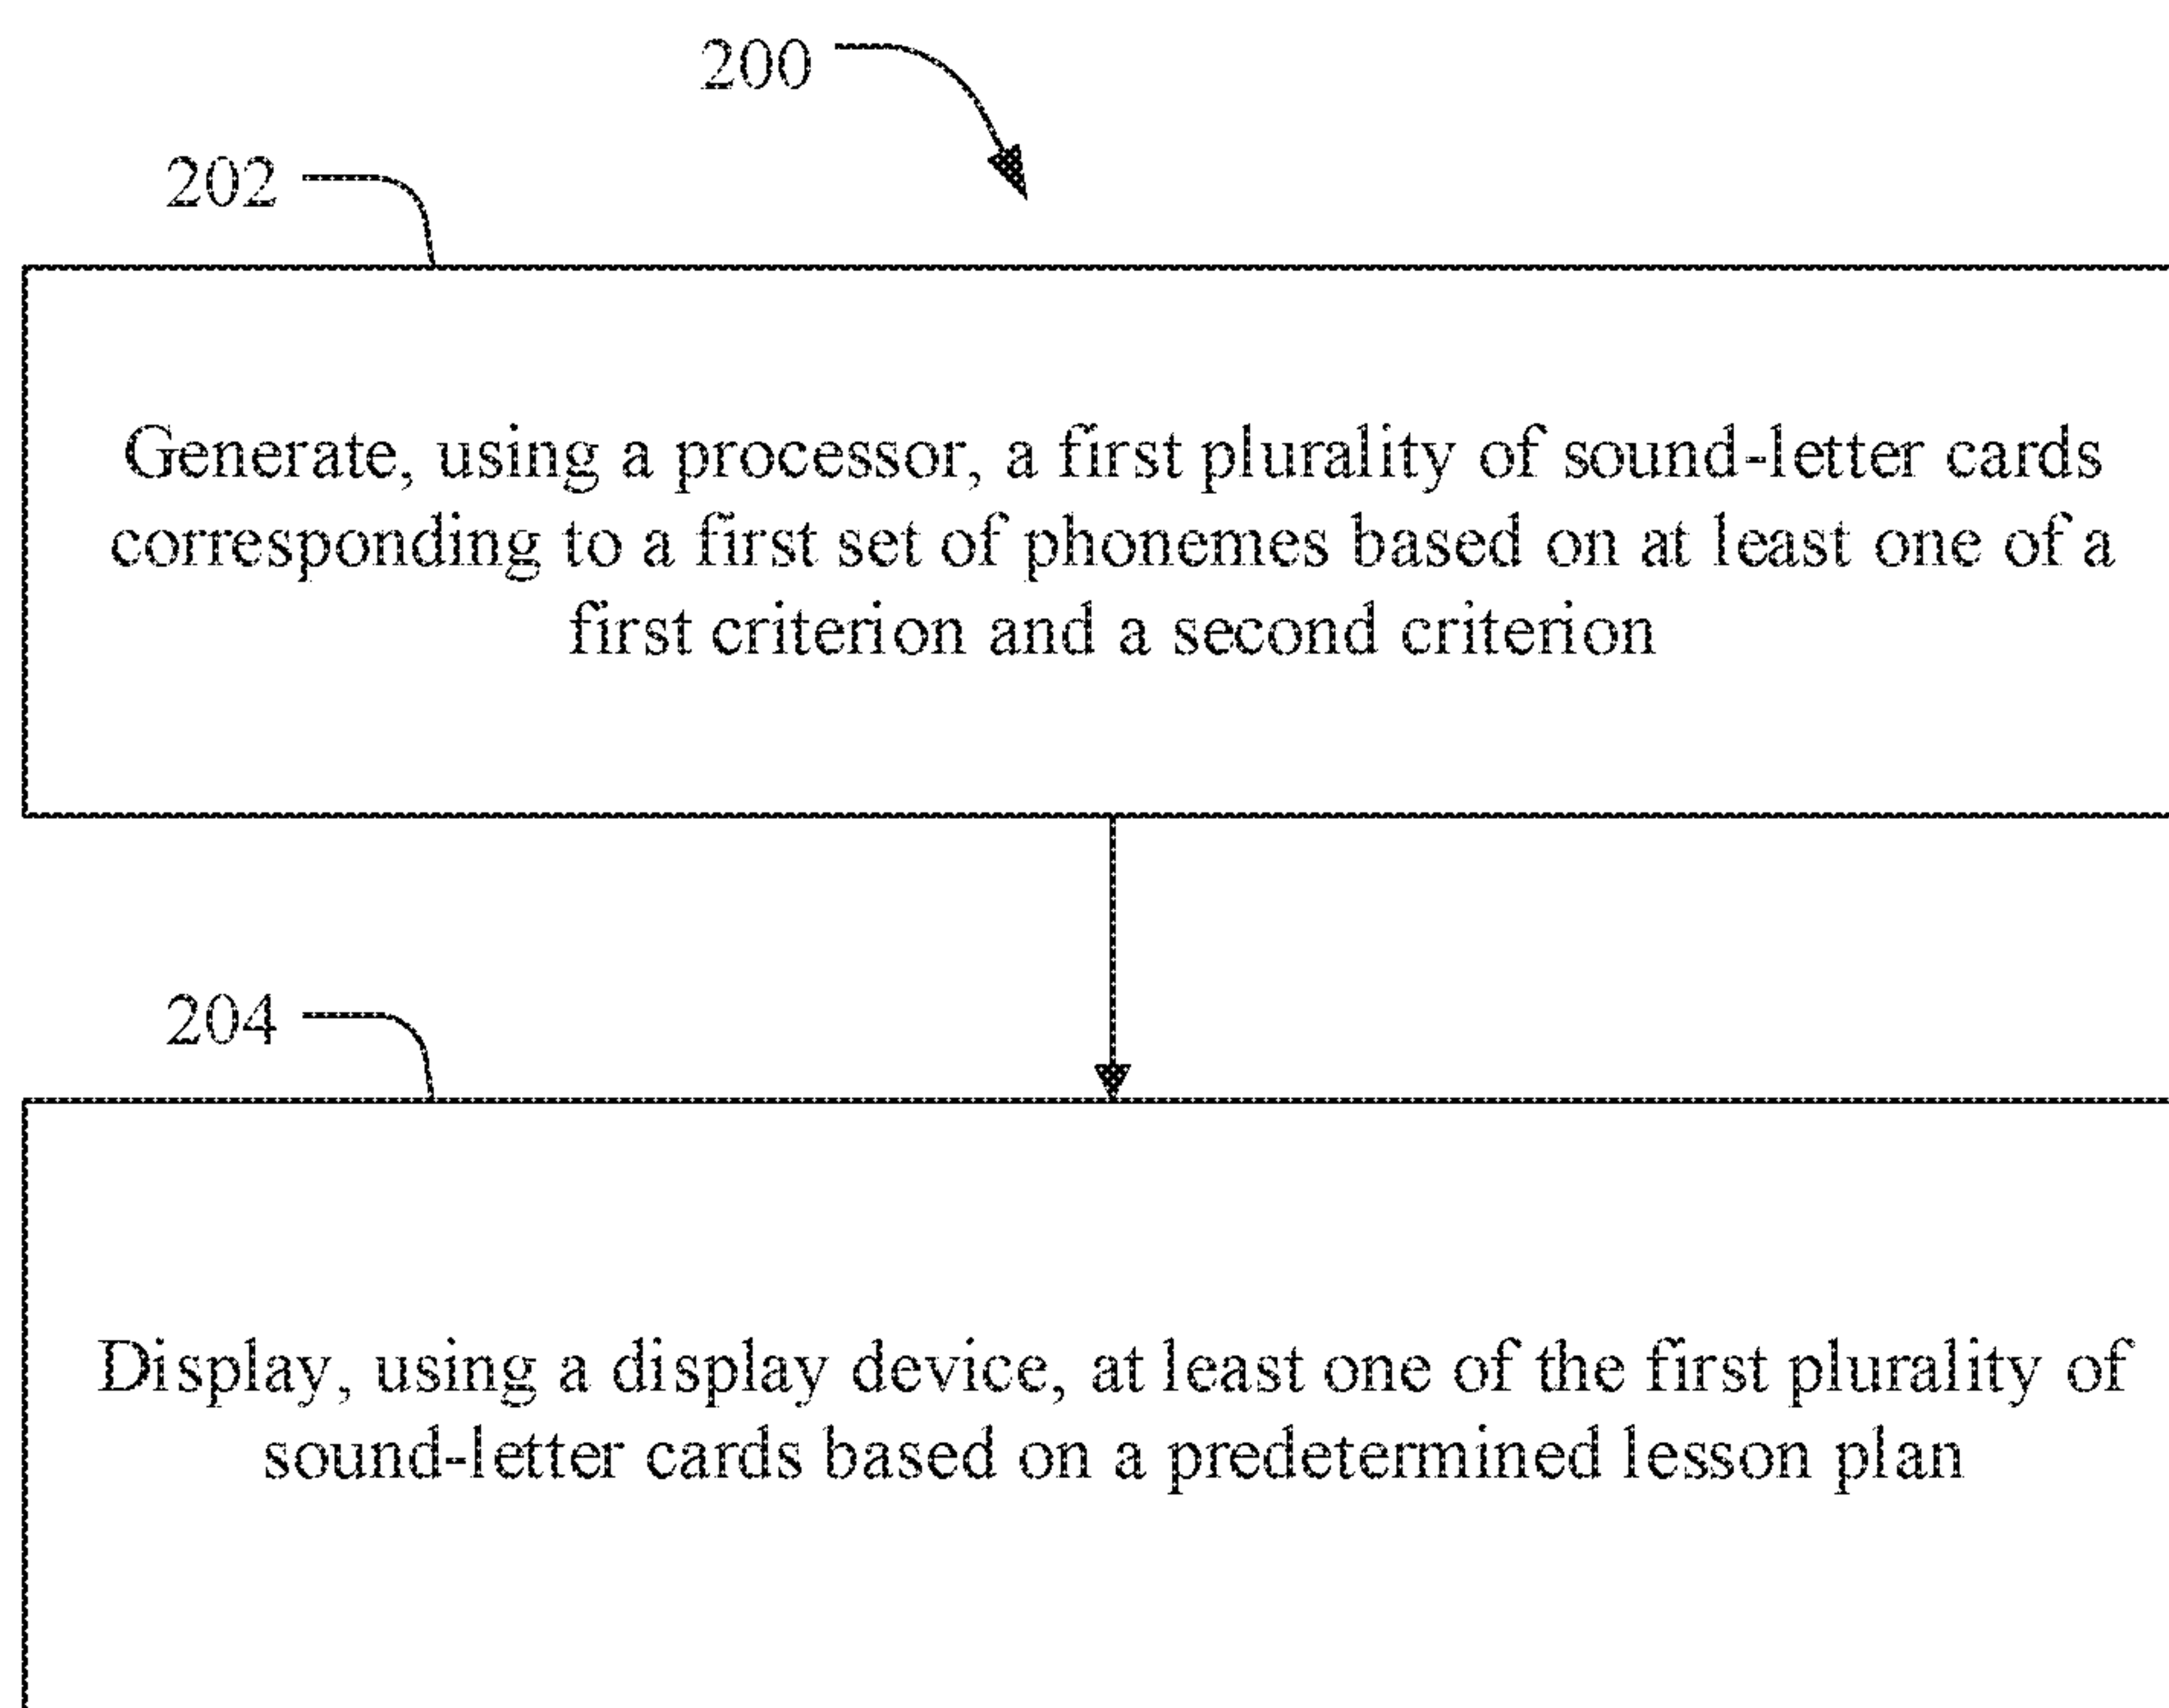 200
202
Generate, using a processor, a first plurality of sound-letter cards
corresponding to a first set of phonemes based on at least one of a
first criterion and a second criterion
204
Display, using a display device, at least one of the first plurality of
sound-letter cards based on a predetermined lesson plan